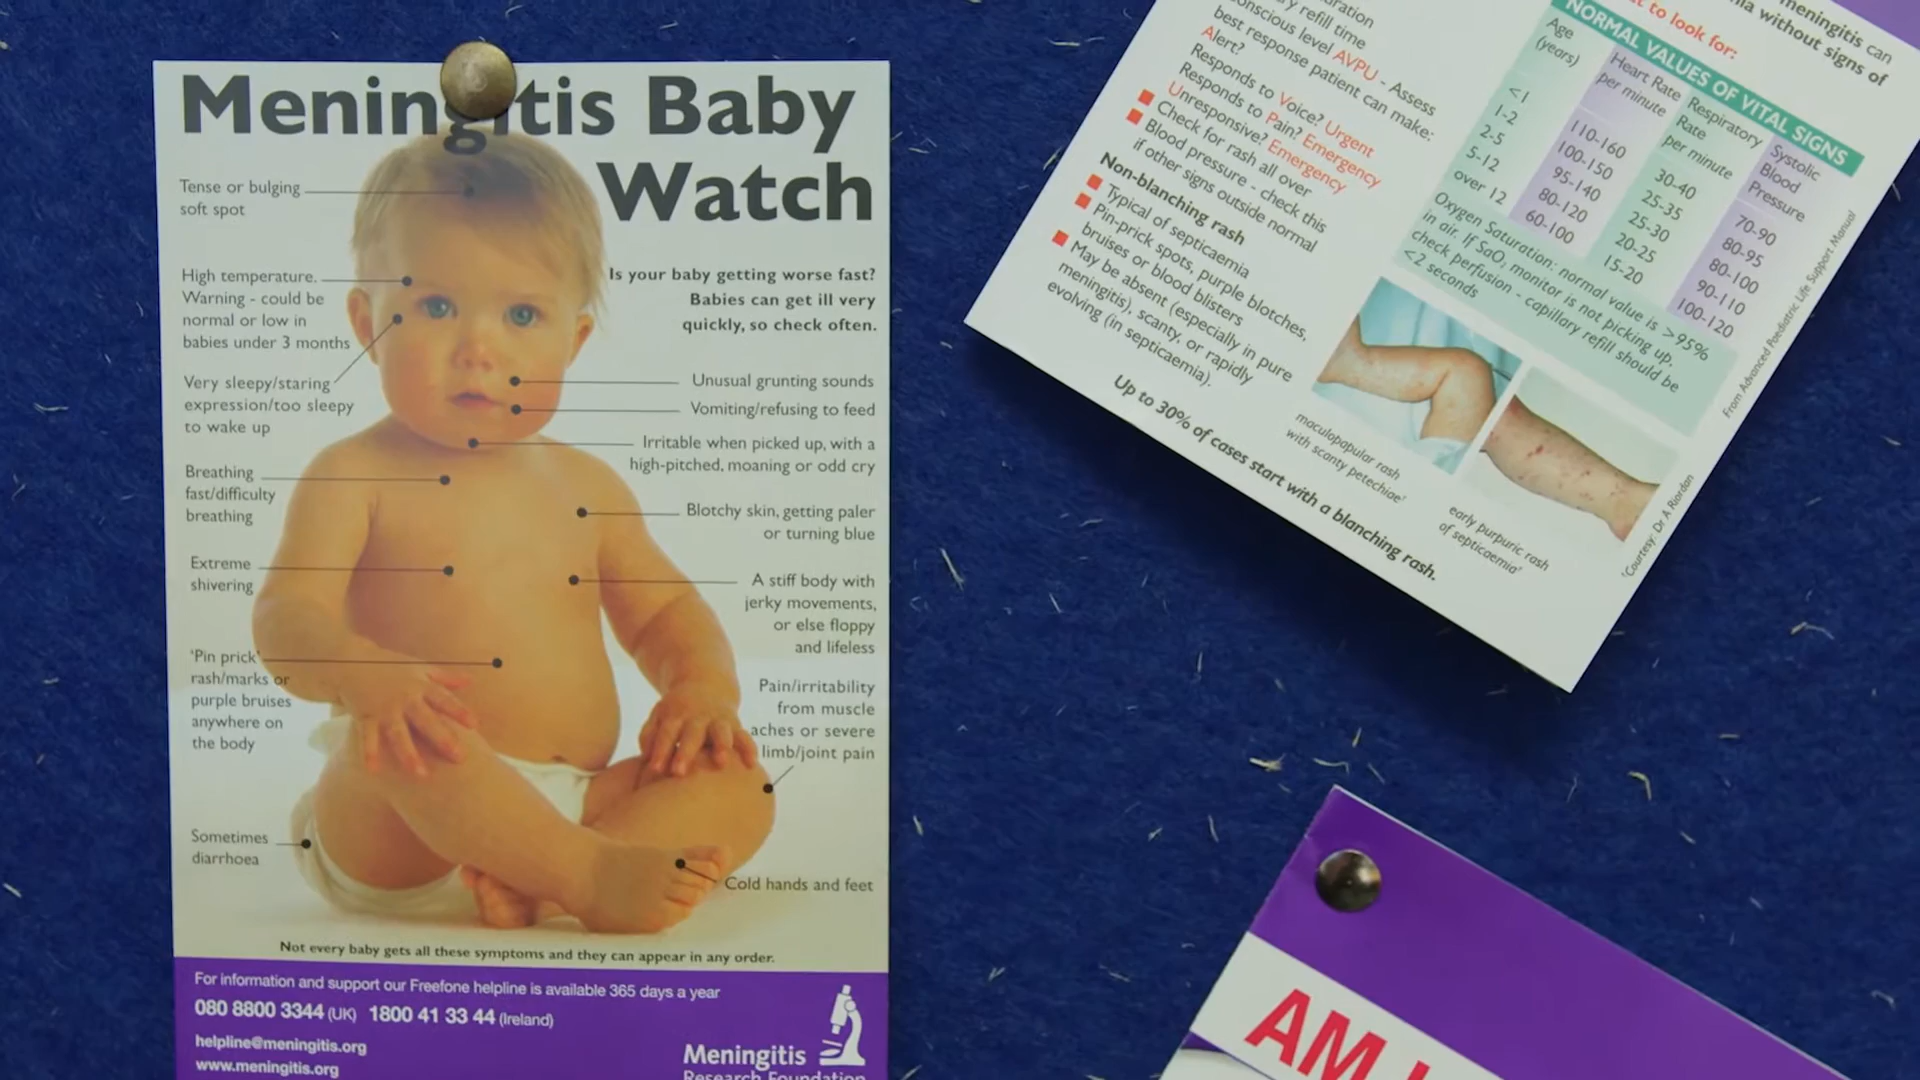 Meningitis Baby
Watch
Tense or bulging
soft spot
High temperature.
Warning - could be
normal or low in
babies under 3 months
Very sleepy/staring
expression/too sleepy
to wake up
Breathing
fast/difficulty
breathing
Extreme
shivering
'Pin prick'
rash/marks or
purple bruises
anywhere on
the body
Sometimes
diarrhoea
Is your baby getting worse fast?
Babies can get ill very
quickly, so check often.
Unusual grunting sounds
Vomiting/refusing to feed
Irritable when picked up, with a
high-pitched, moaning or odd cry
Blotchy skin, getting paler
or turning blue
A stiff body with
jerky movements,
or else floppy
and lifeless
Pain/irritability
from muscle
aches or severe
limb/joint pain
Cold hands and feet
Not every baby gets all these symptoms and they can appear in any order.
For information and support our Freefone helpline is available 365 days a year
080 8800 3344 (UK) 1800 41 33 44 (Ireland)
helpline@meningitis.org
www.meningitis.org
Meningitis
Research Foundation
refill time
conscious level AVPU - Assess
best response patient can make:
Alert?
Responds to Voice? Urgent
Responds to Pain? Emergency
Unresponsive? Emergency
Check for rash all over
Blood pressure - check this
if other signs outside normal
Non-blanching rash
Typical of septicaemia
Pin-prick spots, purple blotches,
bruises or blood blisters
May be absent (especially in pure
meningitis), scanty, or rapidly
evolving (in septicaemia).
Up to 30% of cases start with a blanching rash.
meningitis can
without signs of
to look for:
NORMAL VALUES OF VITAL SIGNS
Age
(years)
Heart Rate
per minute
Respiratory
Rate
per minute
Systolic
Blood
Pressure
<1 110-160 30-40 70-90
1-2 100-150 25-35 80-95
2-5 95-140 25-30 80-100
5-12 80-120 20-25 90-110
over 12 60-100 15-20 100-120
Oxygen Saturation: normal value is >95%
in air. If SaO2 monitor is not picking up,
check perfusion - capillary refill should be
<2 seconds
From Advanced Paediatric Life Support Manual
maculopapular rash
with scanty petechiae†
early purpuric rash
of septicaemia†
†Courtesy: Dr A Riordan
AM I